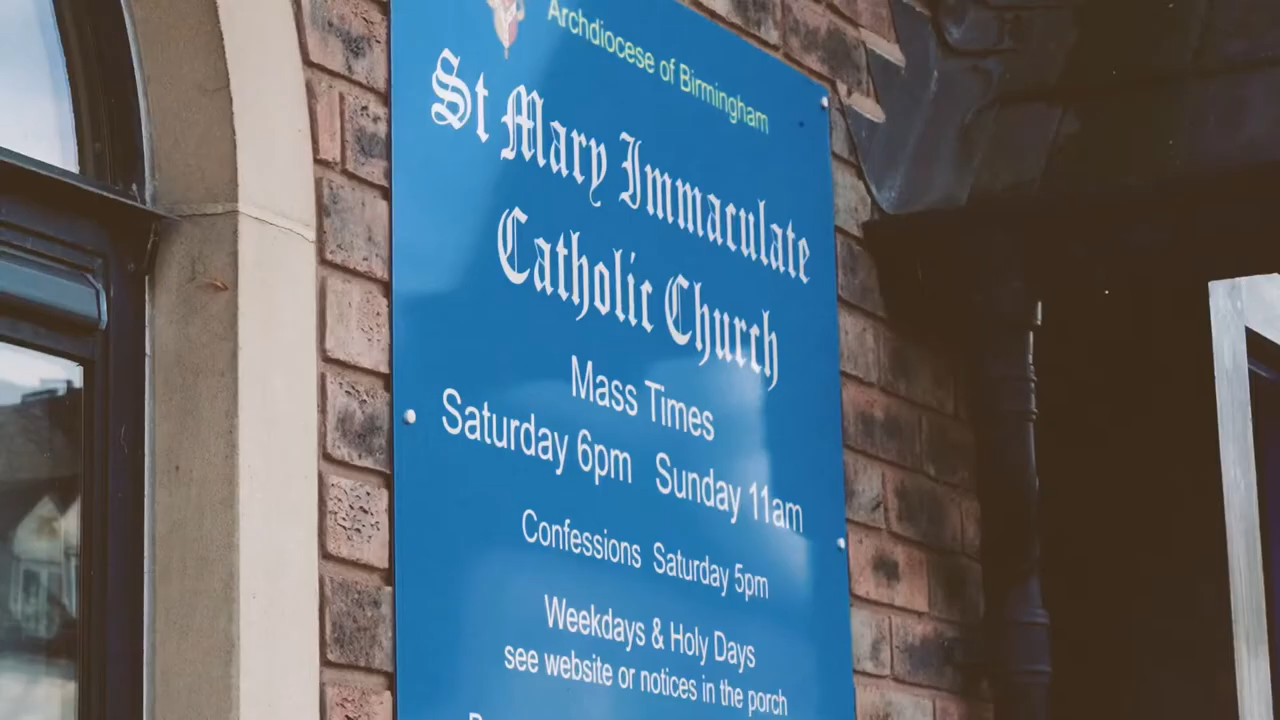 Archdiocese of Birmingham
St Mary Immaculate
Catholic Church
Mass Times
Saturday 6pm Sunday 11am
Confessions Saturday 5pm
Weekdays & Holy Days
see website or notices in the porch